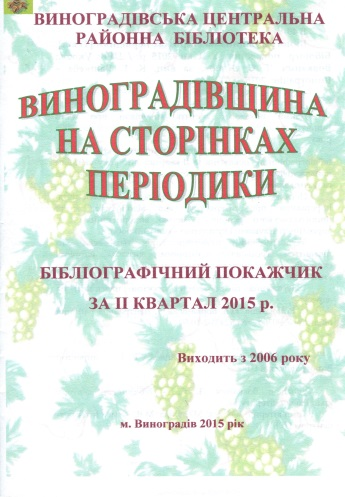 ВИНОГРАДІВСЬКА ЦЕНТРАЛЬНА
РАЙОННА БІБЛІОТЕКА
ВИНОГРАДІВЩИНА
НА СТОРІНКАХ
ПЕРІОДИКИ
БІБЛІОГРАФІЧНИЙ ПОКАЖЧИК
ЗА ІІ КВАРТАЛ 2015 р.
Виходить з 2006 року
м. Виноградів 2015 рік